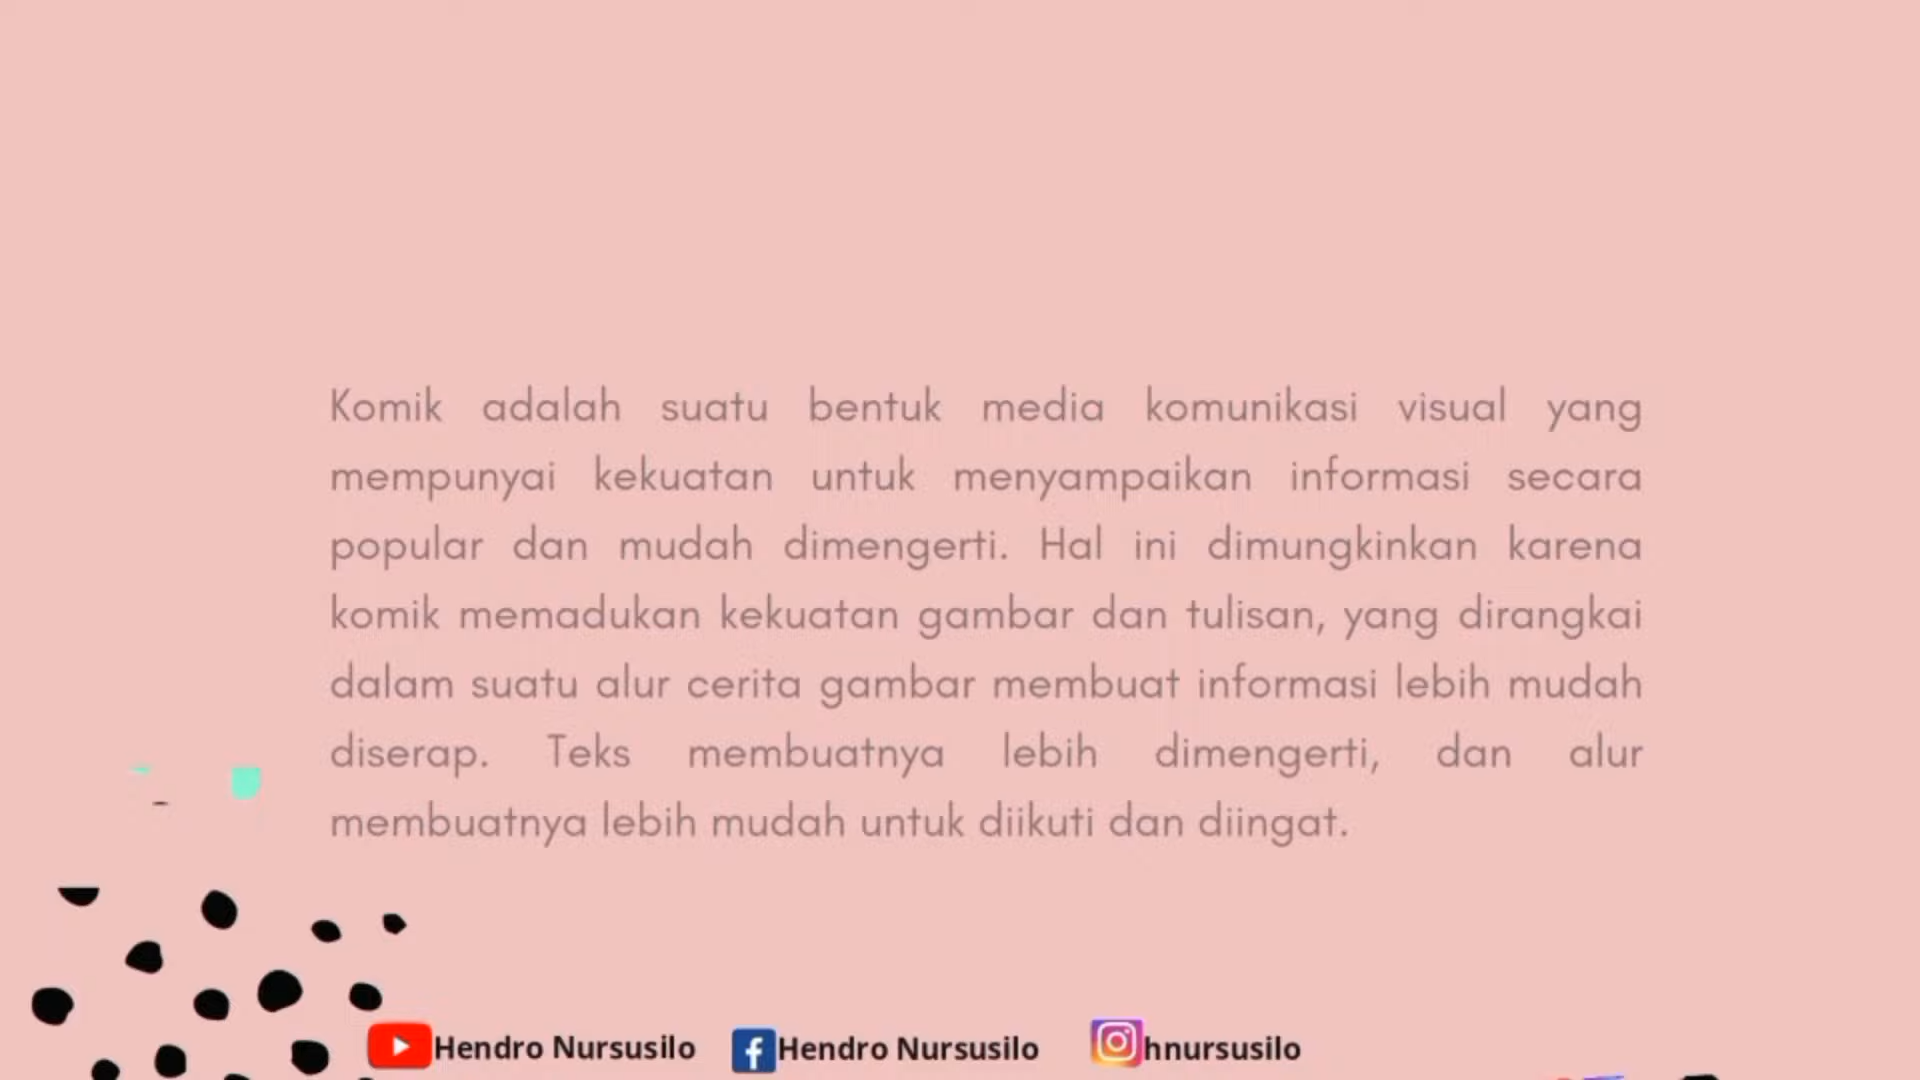 Komik adalah suatu bentuk media komunikasi visual yang
mempunyai kekuatan untuk menyampaikan informasi secara
popular dan mudah dimengerti. Hal ini dimungkinkan karena
komik memadukan kekuatan gambar dan tulisan, yang dirangkai
dalam suatu alur cerita gambar membuat informasi lebih mudah
diserap. Teks membuatnya lebih dimengerti, dan alur
membuatnya lebih mudah untuk diikuti dan diingat.
Hendro Nursusilo Hendro Nursusilo hnursusilo